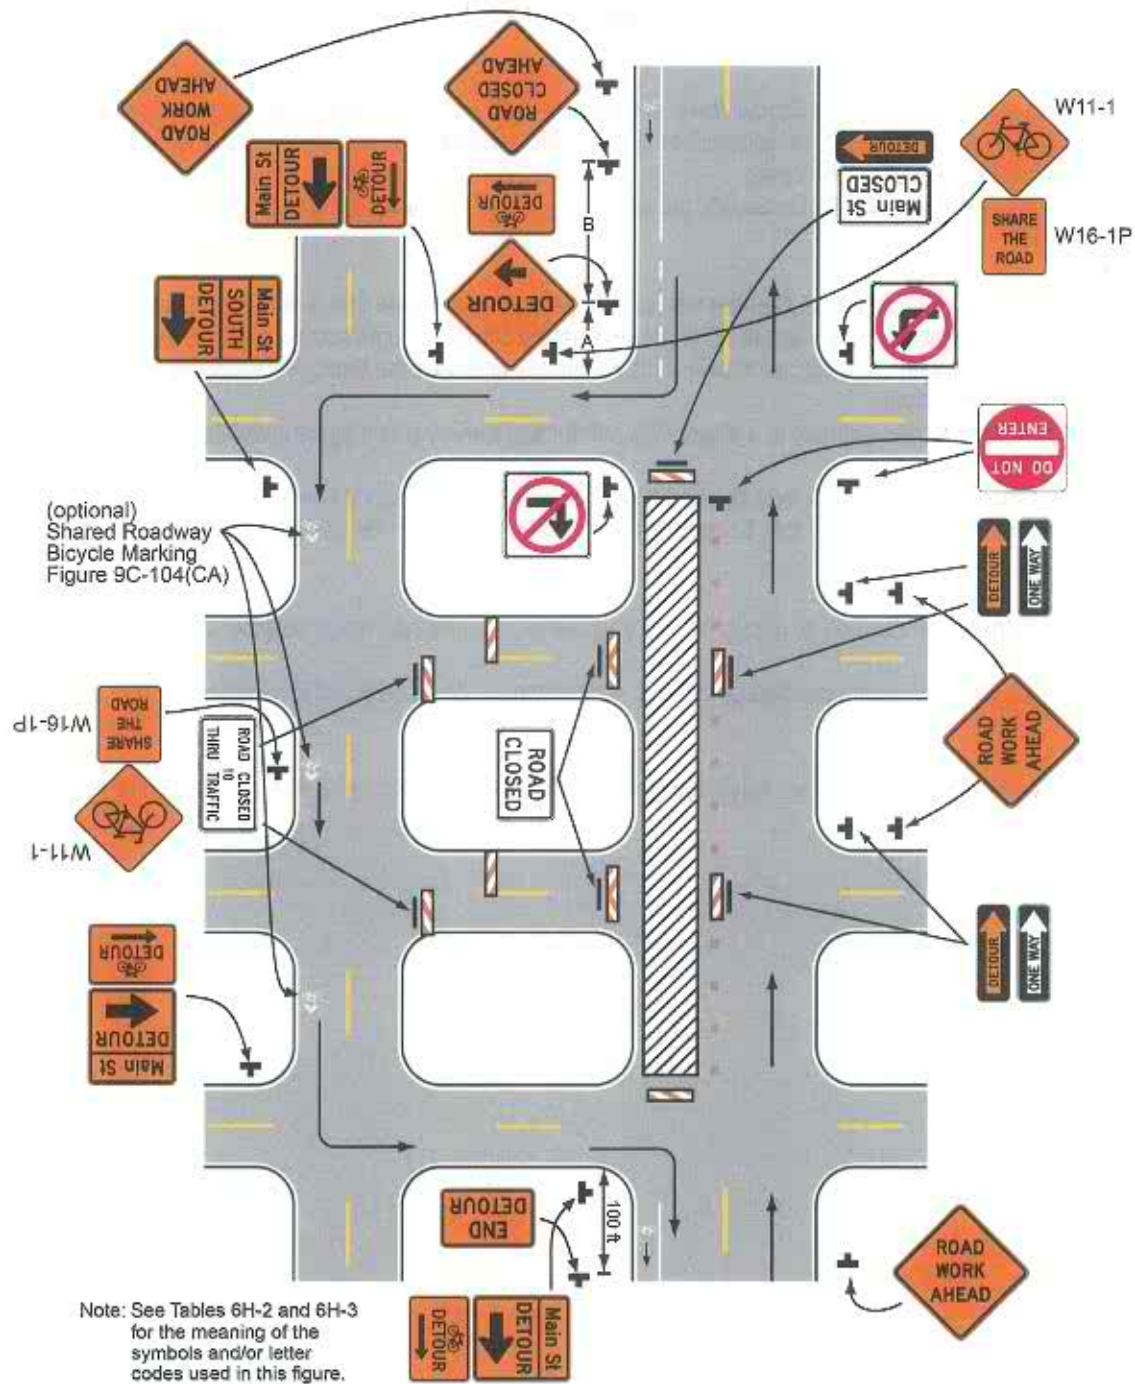 ROAD
WORK
AHEAD
ROAD
CLOSED
AHEAD
W11-1
Main St
DETOUR
DETOUR
DETOUR
DETOUR
Main St
CLOSED
SHARE
THE
ROAD
W16-1P
B
DETOUR
A
Main St
SOUTH
DETOUR
DO NOT
ENTER
(optional)
Shared Roadway
Bicycle Marking
Figure 9C-104(CA)
DETOUR
ONE WAY
W16-1P
SHARE
THE
ROAD
ROAD CLOSED
TO
THRU TRAFFIC
ROAD
CLOSED
ROAD
WORK
AHEAD
W11-1
DETOUR
ONE WAY
DETOUR
Main St
DETOUR
END
DETOUR
100 ft
ROAD
WORK
AHEAD
DETOUR
Main St
DETOUR
Note: See Tables 6H-2 and 6H-3
for the meaning of the
symbols and/or letter
codes used in this figure.